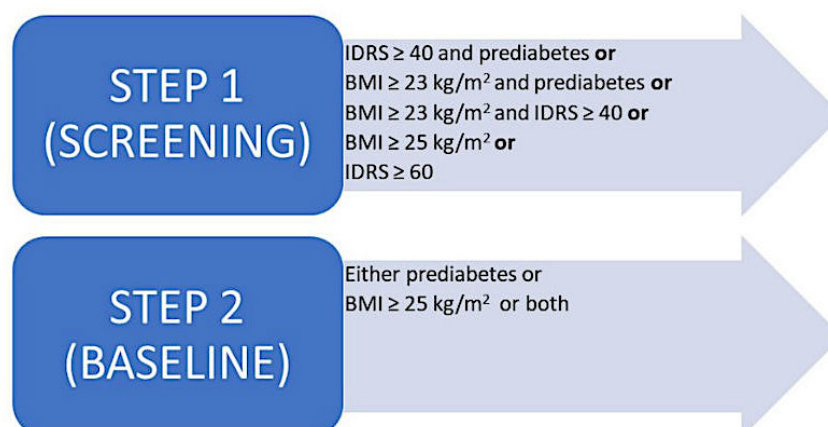 STEP 1
(SCREENING)
IDRS ≥ 40 and prediabetes or
BMI ≥ 23 kg/m² and prediabetes or
BMI ≥ 23 kg/m² and IDRS ≥ 40 or
BMI ≥ 25 kg/m² or
IDRS ≥ 60
STEP 2
(BASELINE)
Either prediabetes or
BMI ≥ 25 kg/m² or both